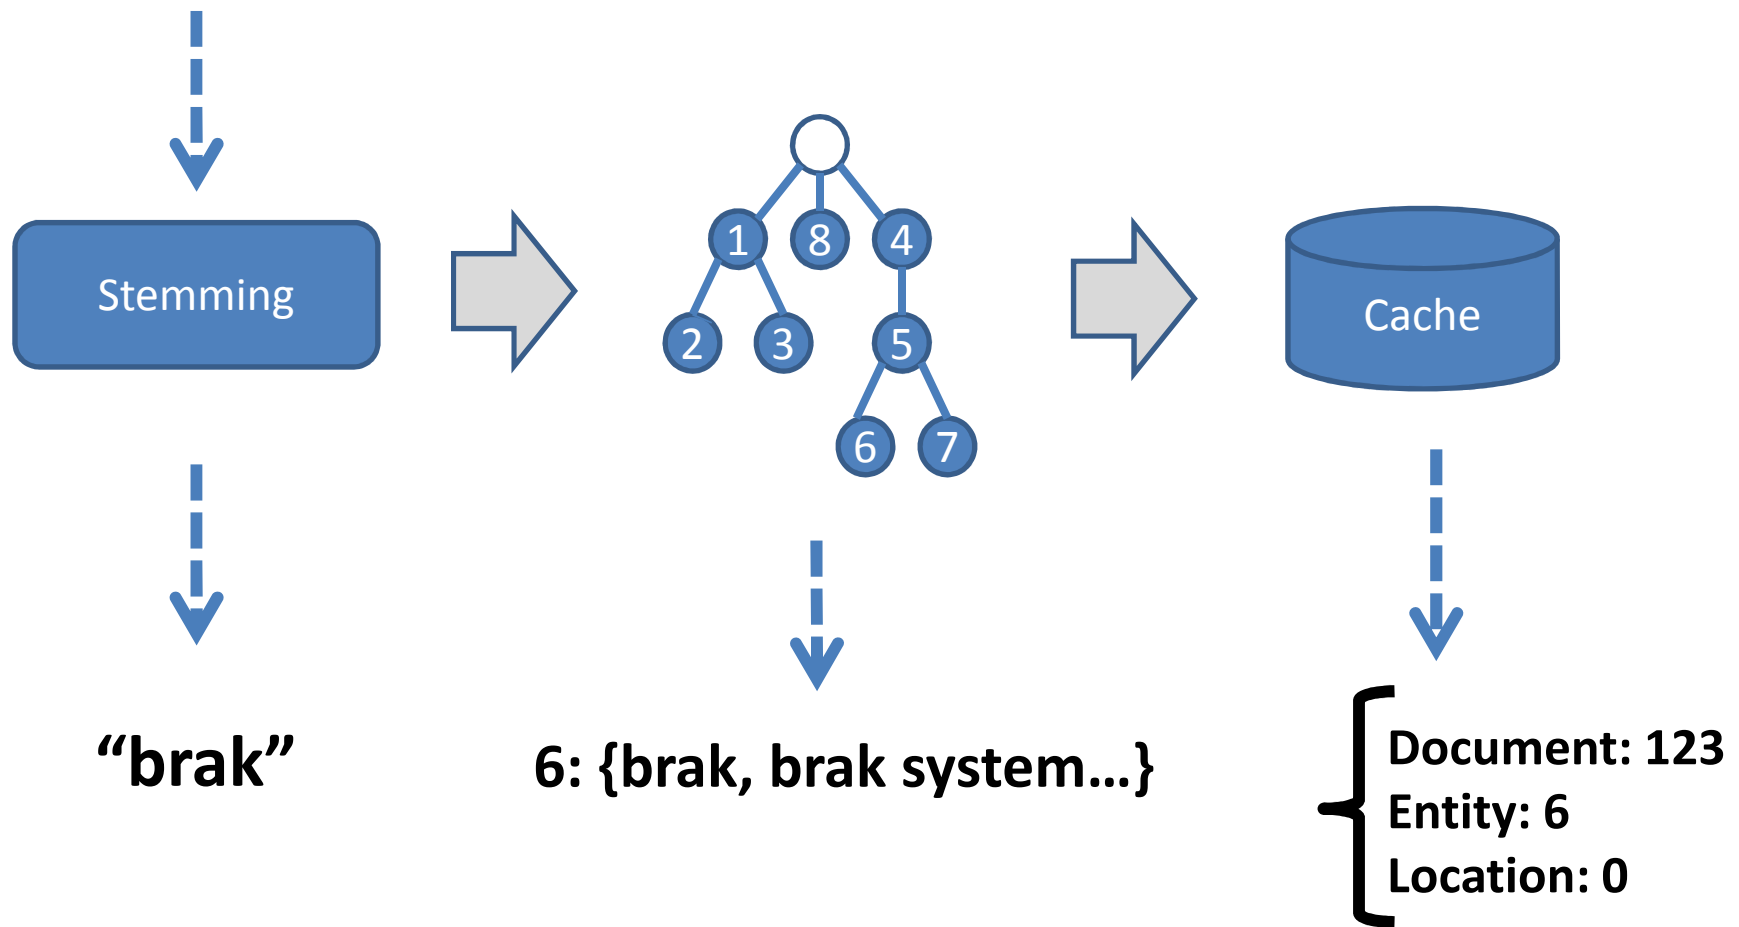 Stemming
1
8
4
2
3
5
6
7
Cache
“brak”
6: {brak, brak system...}
Document: 123
Entity: 6
Location: 0